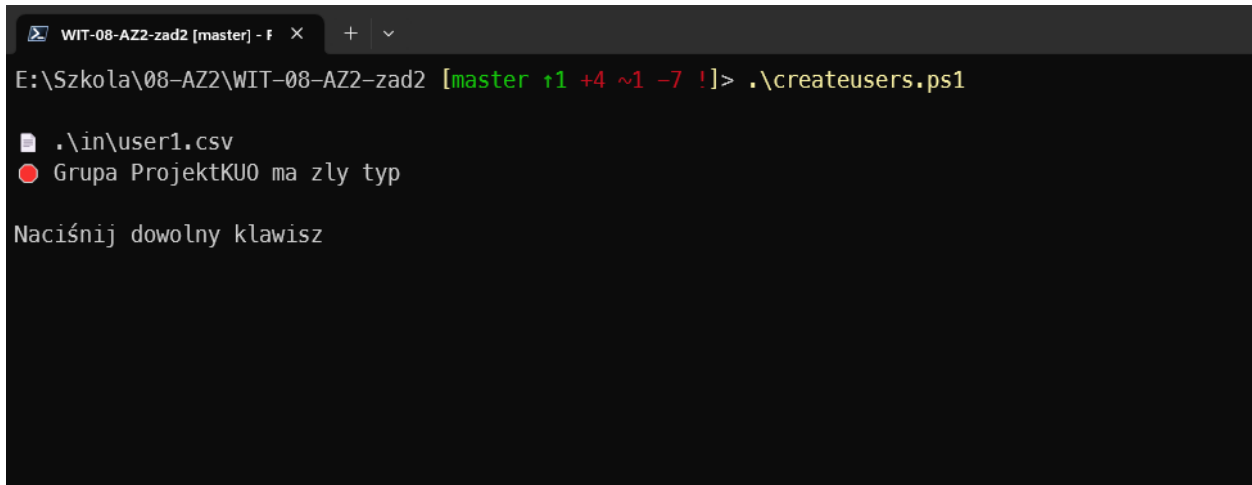 WIT-08-AZ2-zad2 [master] - F
E:\Szkola\08-AZ2\WIT-08-AZ2-zad2 [master ↑1 +4 ~1 -7 !]> .\createusers.ps1
.\in\user1.csv
Grupa ProjektKUO ma zly typ
Naciśnij dowolny klawisz